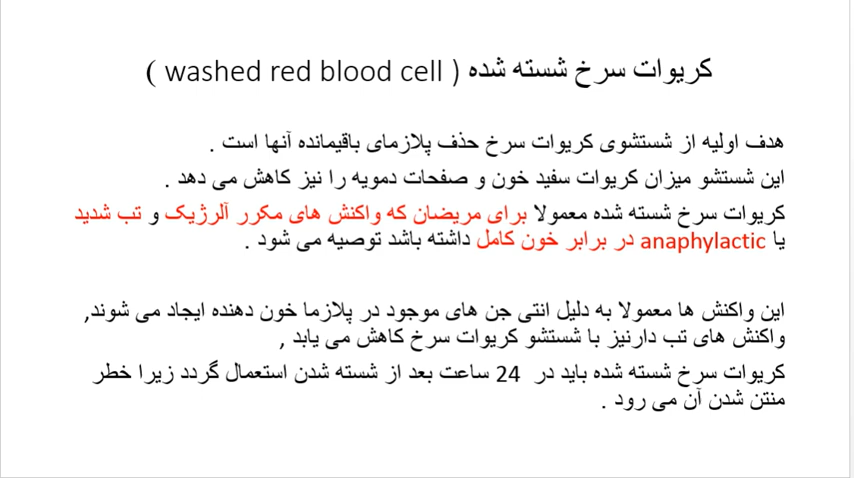 کریوات سرخ شسته شده ( washed red blood cell )
هدف اولیه از شستشوی کریوات سرخ حذف پلازمای باقیمانده آنها است .
این شستشو میزان کریوات سفید خون و صفحات دمویه را نیز کاهش می دهد .
کریوات سرخ شسته شده معمولا برای مریضان که واکنش های مکرر آلرژیک و تب شدید
یا anaphylactic در برابر خون کامل داشته باشد توصیه می شود .
این واکنش ها معمولا به دلیل انتی جن های موجود در پلازما خون دهنده ایجاد می شوند,
واکنش های تب دارنیز با شستشو کریوات سرخ کاهش می یابد ,
کریوات سرخ شسته شده باید در 24 ساعت بعد از شسته شدن استعمال گردد زیرا خطر
منتن شدن آن می رود .